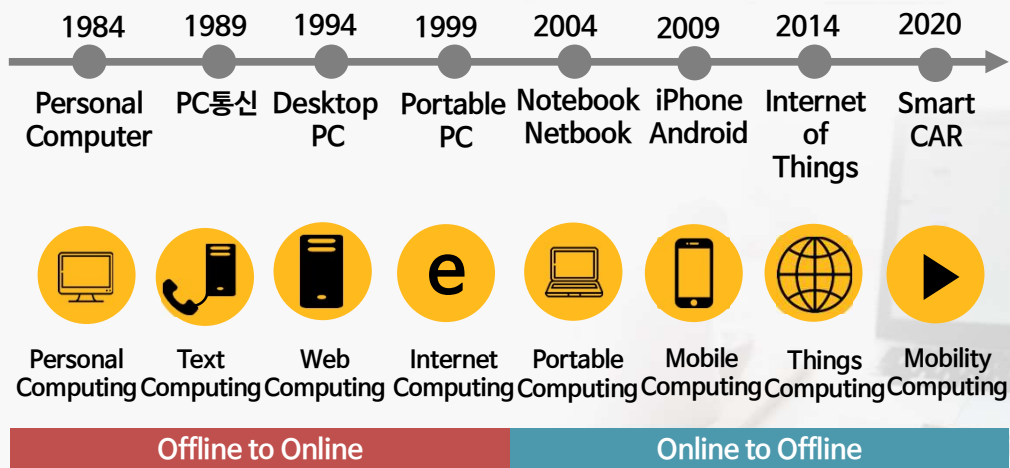 1984 1989 1994 1999 2004 2009 2014 2020
Personal Computer
PC통신
Desktop PC
Portable PC
Notebook Netbook
iPhone Android
Internet of Things
Smart CAR
e
Personal Computing
Text Computing
Web Computing
Internet Computing
Portable Computing
Mobile Computing
Things Computing
Mobility Computing
Offline to Online
Online to Offline